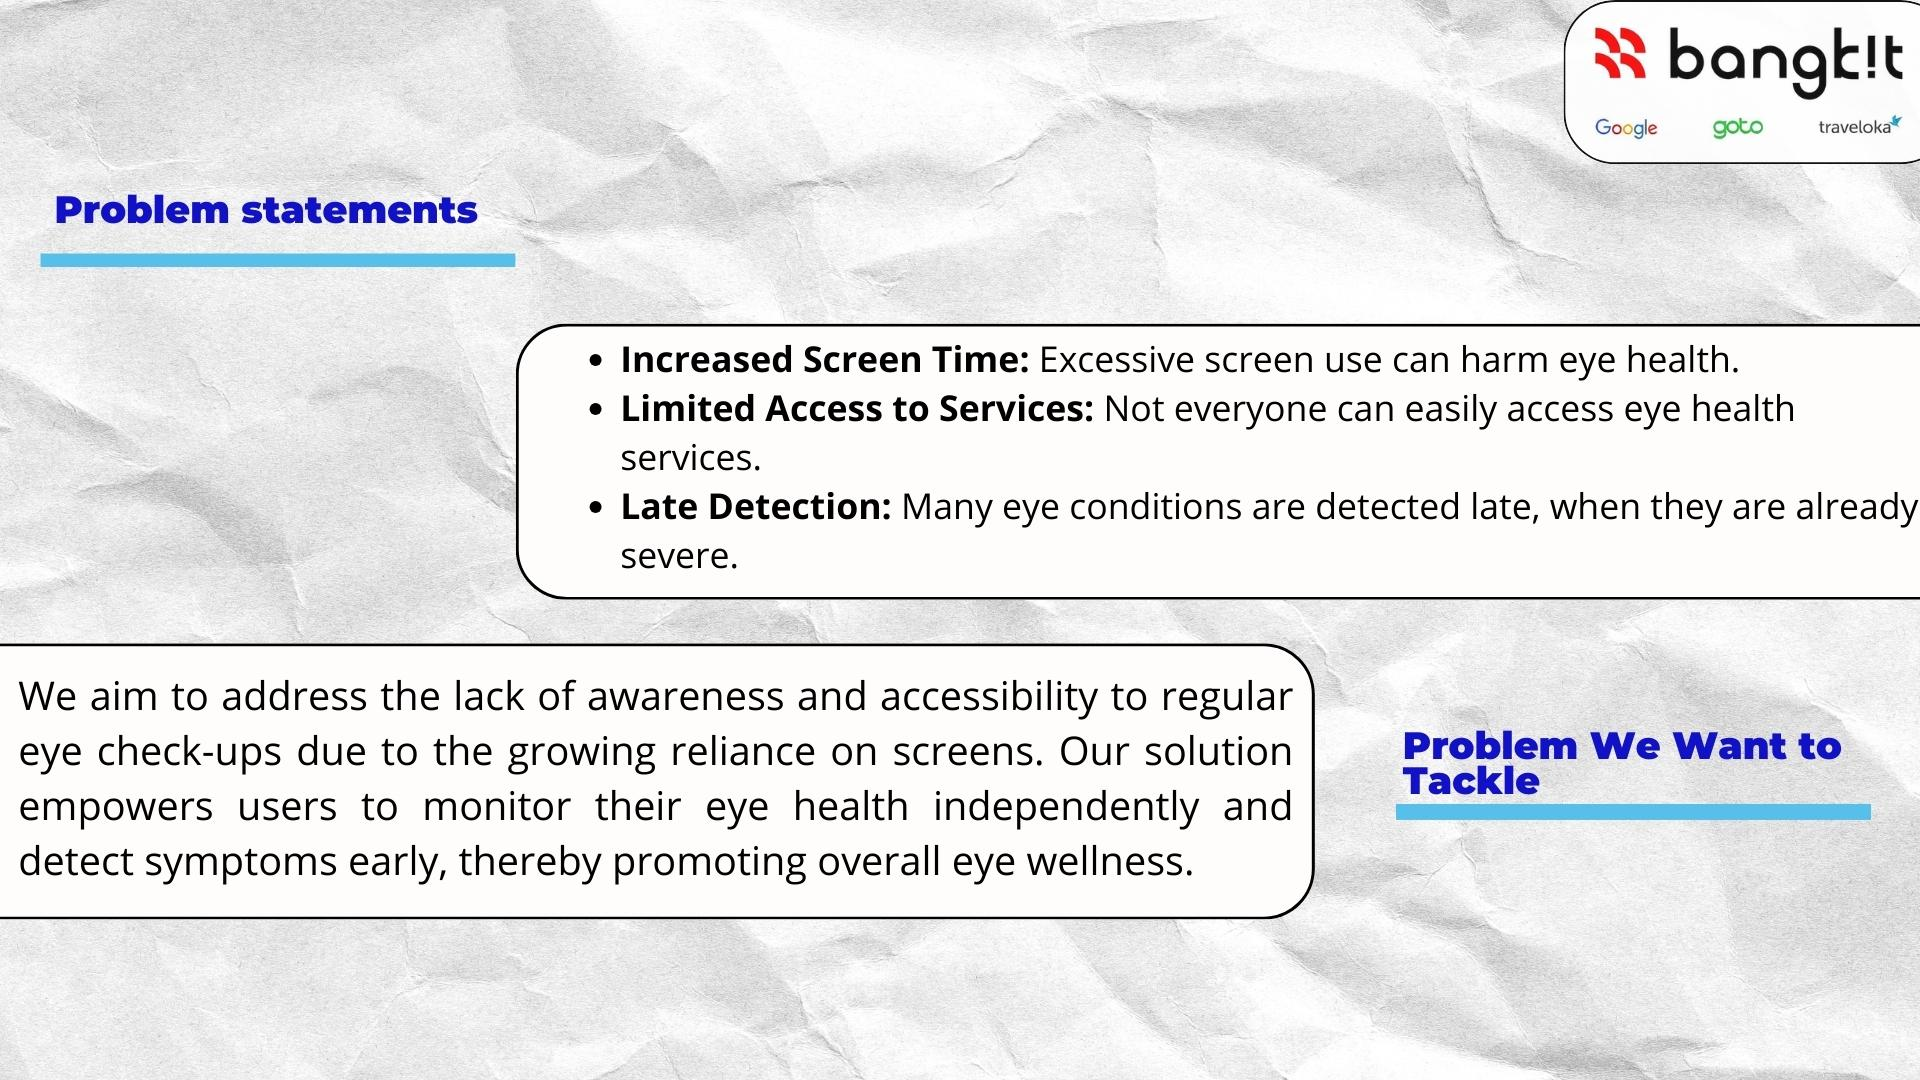 bangk!t
Google
goto
traveloka
Problem statements
• Increased Screen Time: Excessive screen use can harm eye health.
• Limited Access to Services: Not everyone can easily access eye health
services.
• Late Detection: Many eye conditions are detected late, when they are already
severe.
We aim to address the lack of awareness and accessibility to regular
eye check-ups due to the growing reliance on screens. Our solution
empowers users to monitor their eye health independently and
detect symptoms early, thereby promoting overall eye wellness.
Problem We Want to
Tackle